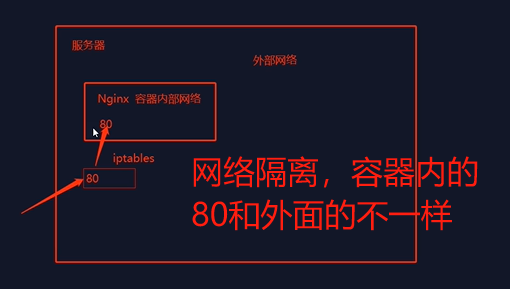 服务器
外部网络
Nginx 容器内部网络
80
iptables
80
网络隔离，容器内的
80和外面的不一样